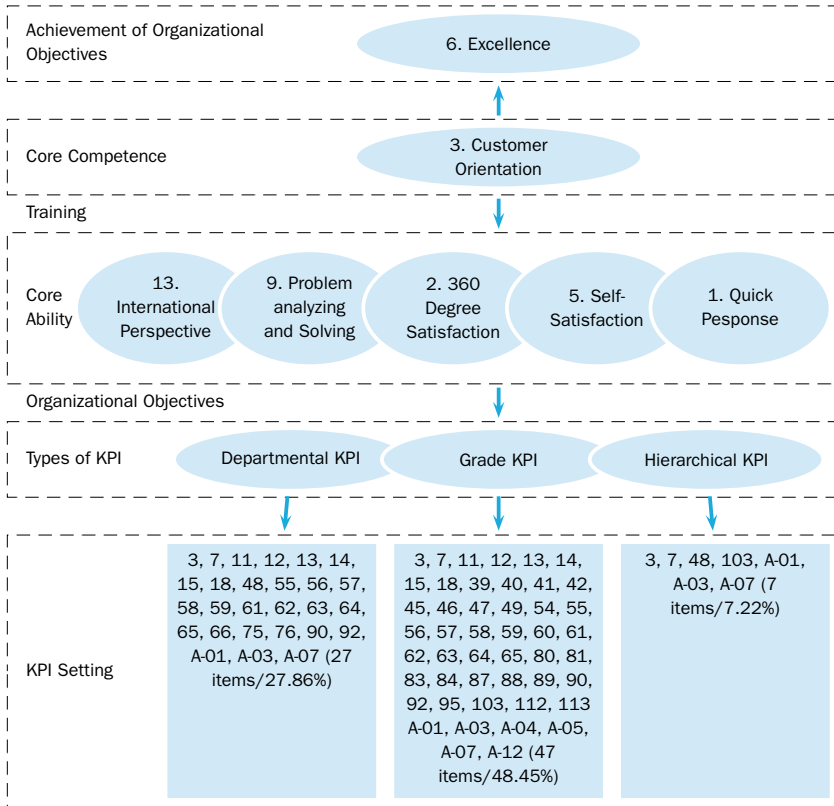 Achievement of Organizational
Objectives
6. Excellence
Core Competence
3. Customer
Orientation
Training
Core
Ability
13.
International
Perspective
9. Problem
analyzing
and Solving
2. 360
Degree
Satisfaction
5. Self-
Satisfaction
1. Quick
Pesponse
Organizational Objectives
Types of KPI
Departmental KPI
Grade KPI
Hierarchical KPI
KPI Setting
3, 7, 11, 12, 13, 14,
15, 18, 48, 55, 56, 57,
58, 59, 61, 62, 63, 64,
65, 66, 75, 76, 90, 92,
A-01, A-03, A-07 (27
items/27.86%)
3, 7, 11, 12, 13, 14,
15, 18, 39, 40, 41, 42,
45, 46, 47, 49, 54, 55,
56, 57, 58, 59, 60, 61,
62, 63, 64, 65, 80, 81,
83, 84, 87, 88, 89, 90,
92, 95, 103, 112, 113
A-01, A-03, A-04, A-05,
A-07, A-12 (47
items/48.45%)
3, 7, 48, 103, A-01,
A-03, A-07 (7
items/7.22%)